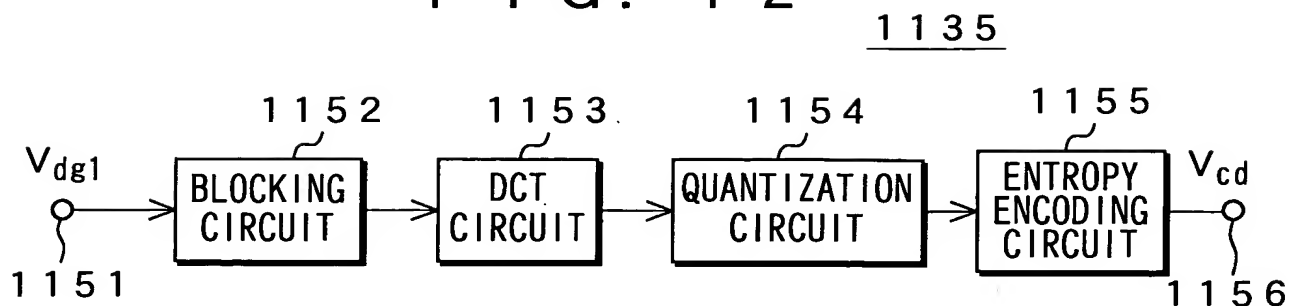 1135
1152
1153
1154
1155
Vdg1
BLOCKING
CIRCUIT
DCT
CIRCUIT
QUANTIZATION
CIRCUIT
ENTROPY
ENCODING
CIRCUIT
Vcd
1151
1156